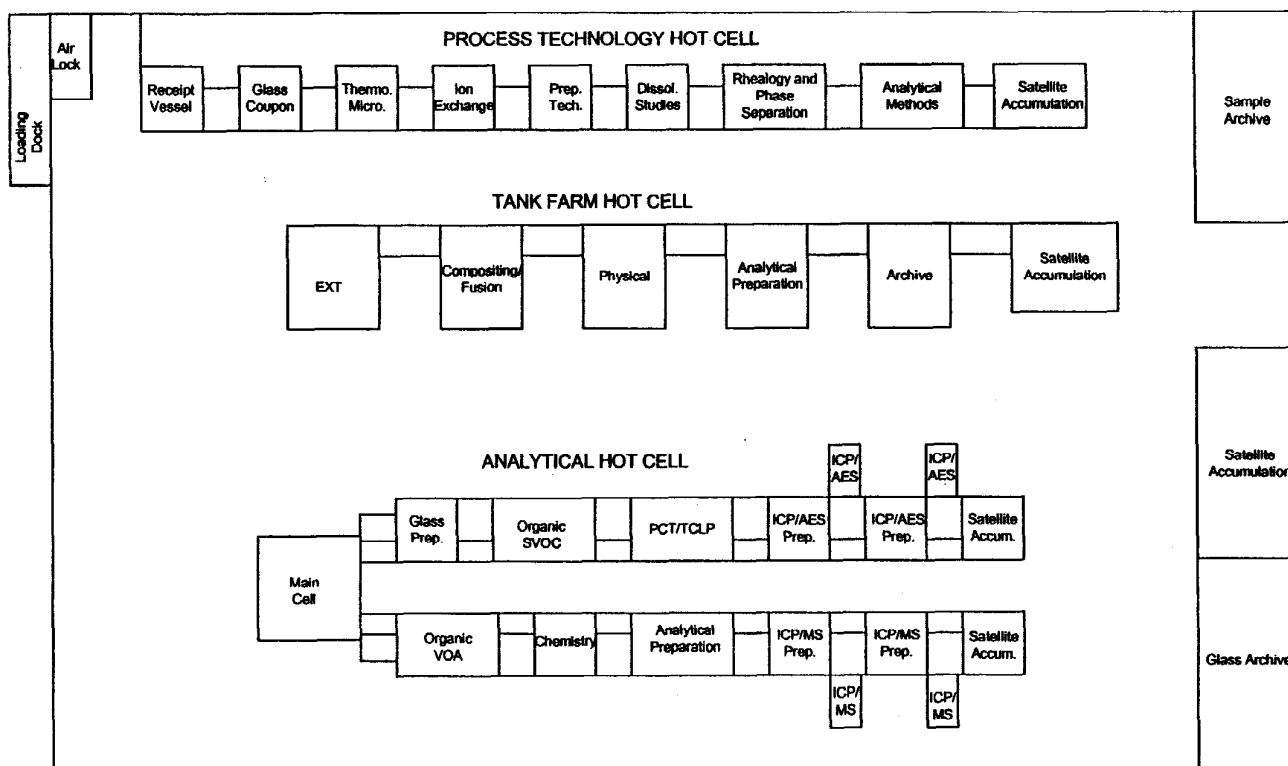 Air
Lock
Loading
Dock
PROCESS TECHNOLOGY HOT CELL
Receipt
Vessel
Glass
Coupon
Thermo.
Micro.
Ion
Exchange
Prep.
Tech.
Dissol.
Studies
Rhealogy and
Phase
Separation
Analytical
Methods
Satellite
Accumulation
Sample
Archive
TANK FARM HOT CELL
EXT
Compositing/
Fusion
Physical
Analytical
Preparation
Archive
Satellite
Accumulation
ANALYTICAL HOT CELL
ICP/
AES
ICP/
AES
Satellite
Accumulation
Glass
Prep.
Organic
SVOC
PCT/TCLP
ICP/AES
Prep.
ICP/AES
Prep.
Satellite
Accum.
Main
Cell
Organic
VOA
Chemistry
Analytical
Preparation
ICP/MS
Prep.
ICP/MS
Prep.
Satellite
Accum.
ICP/
MS
ICP/
MS
Glass Archive